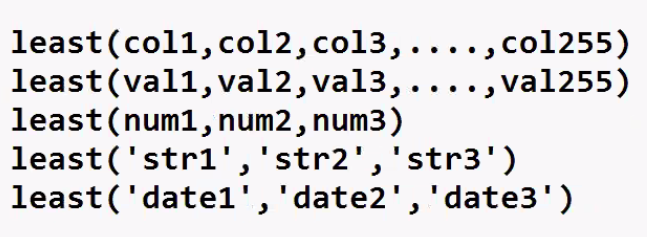 least(col1,col2,col3,....,col255)
least(val1,val2,val3,....,val255)
least(num1,num2,num3)
least('str1','str2','str3')
least('date1','date2','date3')